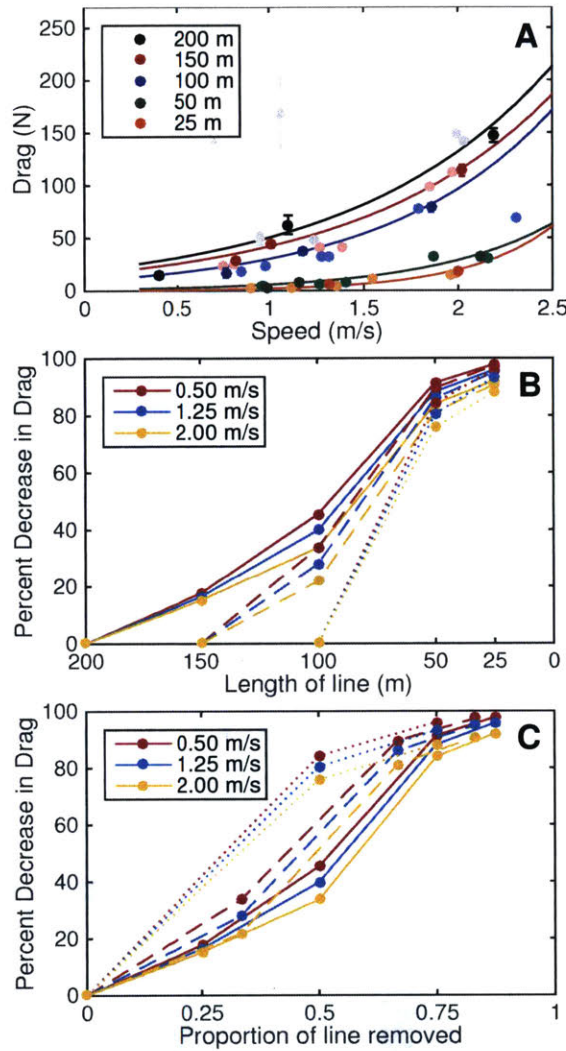 A
250
200
150
100
50
0
Drag (N)
200 m
150 m
100 m
50 m
25 m
0 0.5 1 1.5 2 2.5
Speed (m/s)
B
100
80
60
40
20
0
Percent Decrease in Drag
0.50 m/s
1.25 m/s
2.00 m/s
200 150 100 50 25 0
Length of line (m)
C
100
80
60
40
20
0
Percent Decrease in Drag
0.50 m/s
1.25 m/s
2.00 m/s
0 0.25 0.5 0.75 1
Proportion of line removed